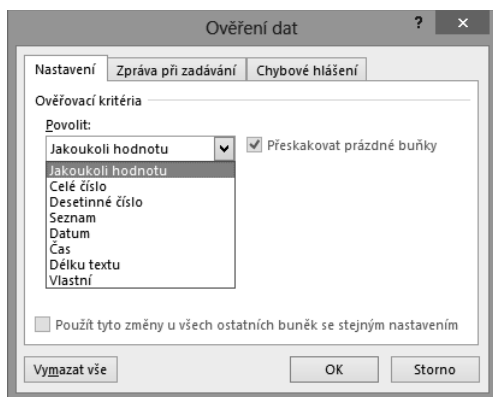 Ověření dat ? ×
Nastavení Zpráva při zadávání Chybové hlášení
Ověřovací kritéria
Povolit:
Jakoukoli hodnotu Přeskakovat prázdné buňky
Jakoukoli hodnotu
Celé číslo
Desetinné číslo
Seznam
Datum
Čas
Délku textu
Vlastní
Použít tyto změny u všech ostatních buněk se stejným nastavením
Vymazat vše OK Storno